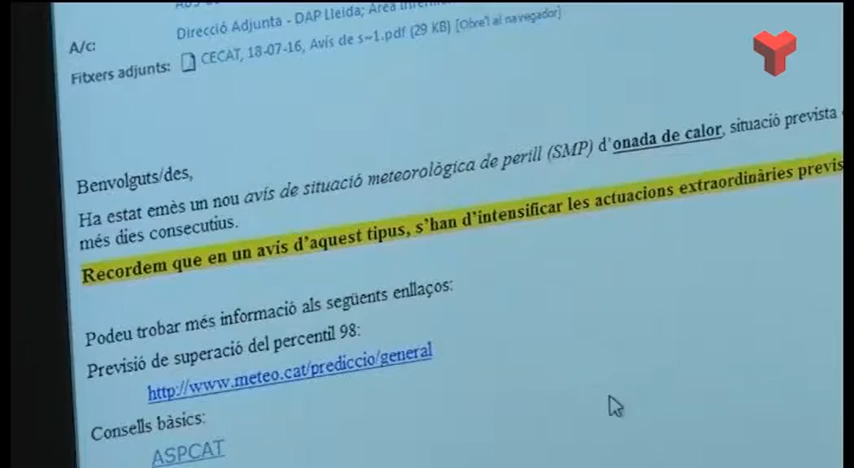 A/c:
Direcció Adjunta - DAP Lleida; Àrea
Fitxers adjunts: CECAT, 18-07-16, Avís de s~1.pdf (29 KB) [Obre'l al navegador]
Benvolguts/des,
Ha estat emès un nou avís de situació meteorològica de perill (SMP) d'onada de calor, situació prevista
més dies consecutius.
Recordem que en un avís d'aquest tipus, s'han d'intensificar les actuacions extraordinàries previs
Podeu trobar més informació als següents enllaços:
Previsió de superació del percentil 98:
http://www.meteo.cat/prediccio/general
Consells bàsics:
ASPCAT